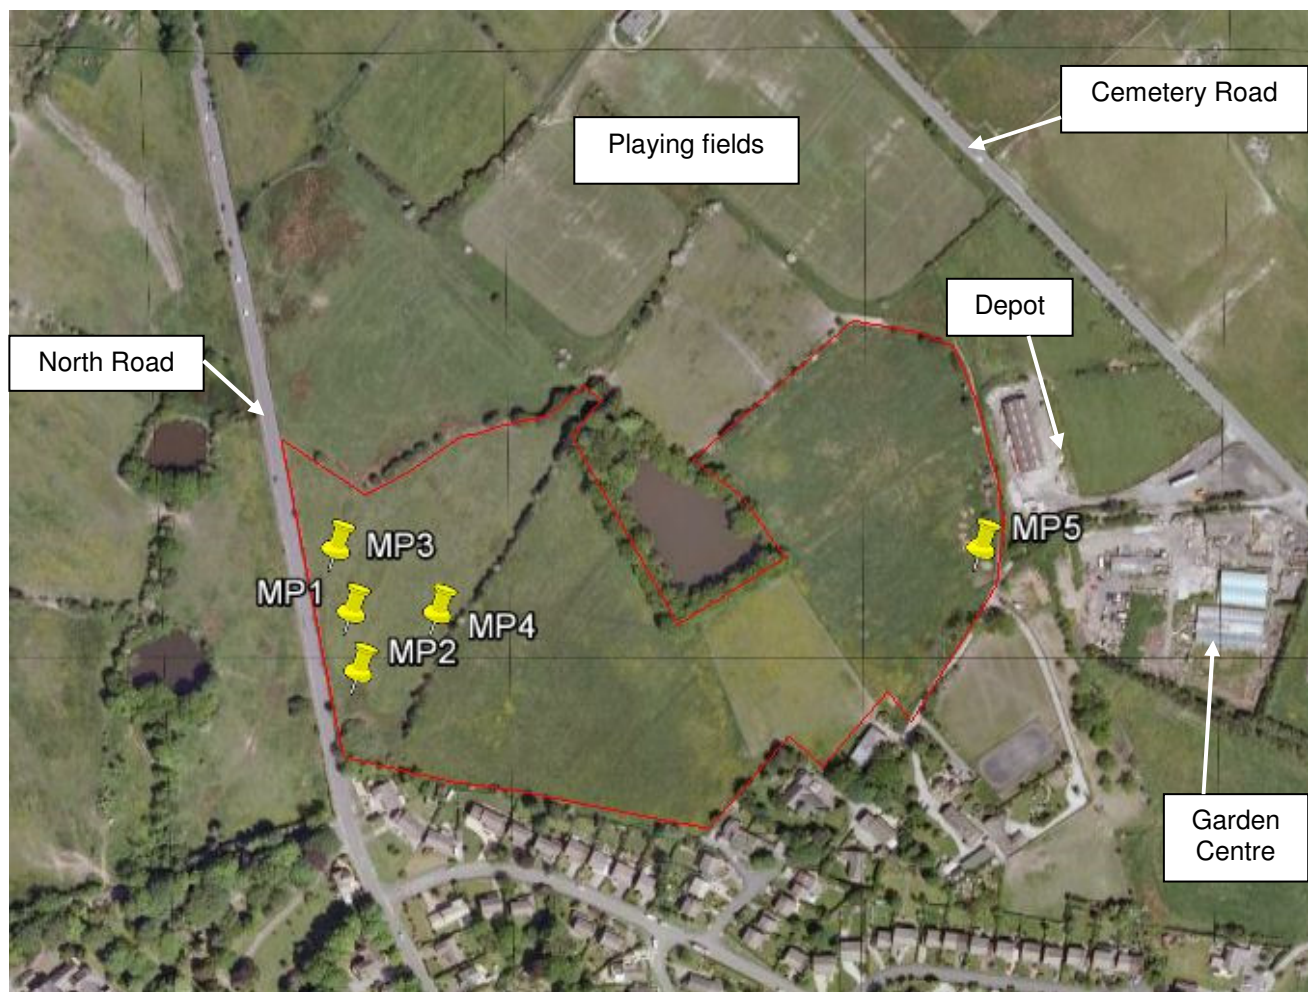 Cemetery Road
Playing fields
Depot
North Road
MP3
MP5
MP1
MP4
MP2
Garden
Centre